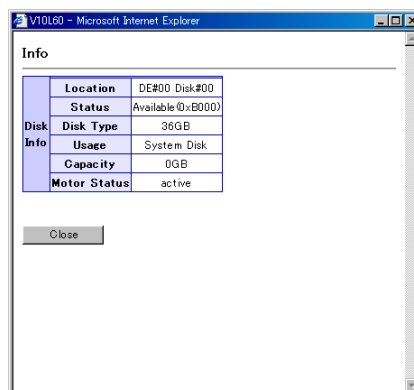 V10L60 - Microsoft Internet Explorer
Info
Disk Info
Location DE#00 Disk#00
Status Available(0xB000)
Disk Type 36GB
Usage System Disk
Capacity 0GB
Motor Status active
Close